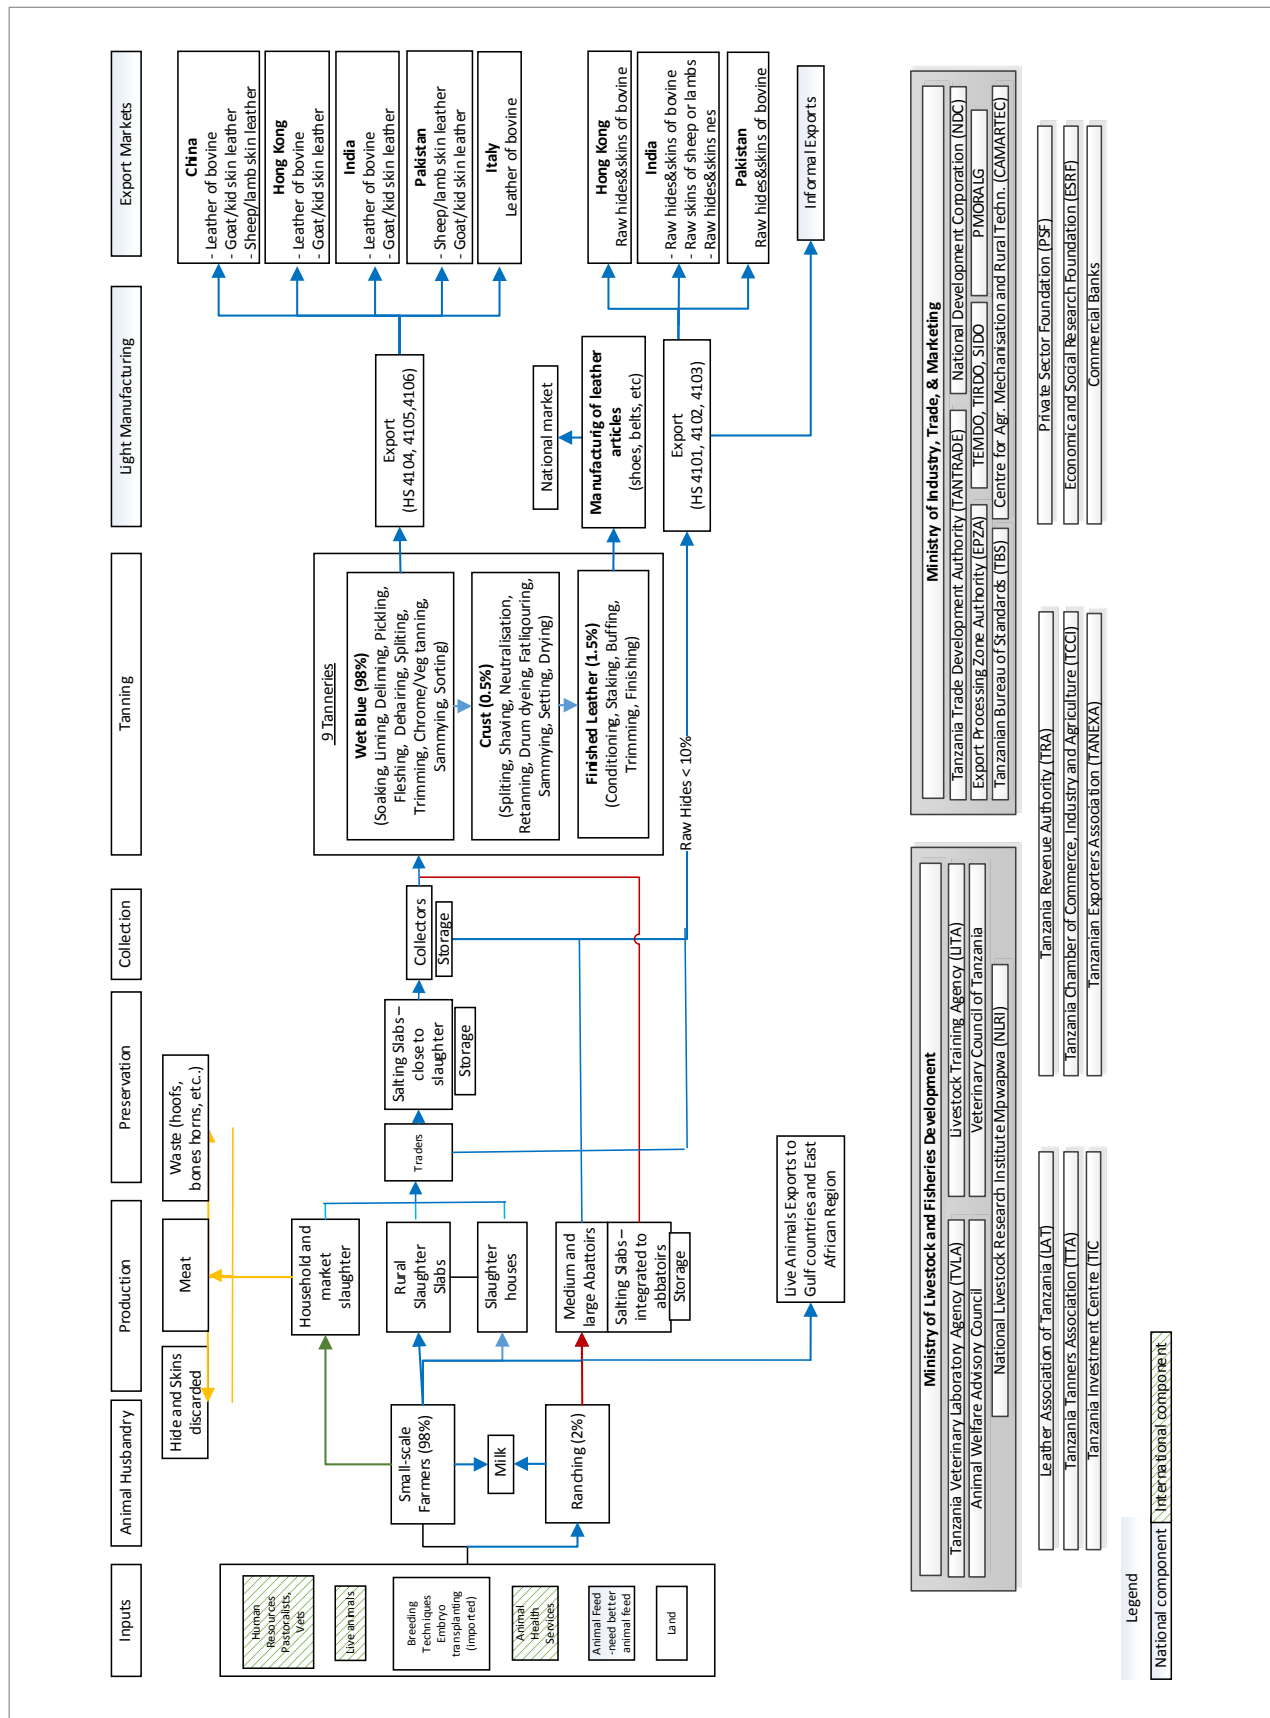 Inputs
Animal Husbandry
Production
Preservation
Collection
Tanning
Light Manufacturing
Export Markets
Human
Resources
Pastoralists,
Vets
Live animals
Breeding
Techniques
Embryo
transplanting
(imported)
Animal
Health
Services
Animal Feed
-need better
animal feed
Land
Small-scale
Farmers (98%)
Milk
Ranching (2%)
Hide and Skins
discarded
Meat
Waste (hoofs,
bones horns, etc..)
Household and
market
slaughter
Rural
Slaughter
Slabs
Slaughter
houses
Medium and
large Abattoirs
Salting Slabs –
integrated to
abbatoirs
Storage
Live Animals Exports to
Gulf countries and East
African Region
Traders
Salting Slabs –
close to
slaughter
Storage
Collectors
Storage
9 Tanneries
Wet Blue (98%)
(Soaking, Liming, Deliming, Pickling,
Fleshing, Dehairing, Spliting,
Trimming, Chrome/Veg tanning,
Sammying, Sorting)
Crust (0.5%)
(Spliting, Shaving, Neutralisation,
Retanning, Drum dyeing, Fatliqouring,
Sammying, Setting, Drying)
Finished Leather (1.5%)
(Conditioning, Staking, Buffing,
Trimming, Finishing)
Raw Hides < 10%
Export
(HS 4104, 4105,4106)
National market
Manufacturig of leather
articles
(shoes, belts, etc)
Export
(HS 4101, 4102, 4103)
China
- Leather of bovine
- Goat/kid skin leather
- Sheep/lamb skin leather
Hong Kong
- Leather of bovine
- Goat/kid skin leather
India
- Leather of bovine
- Goat/kid skin leather
Pakistan
- Sheep/lamb skin leather
- Goat/kid skin leather
Italy
Leather of bovine
Hong Kong
Raw hides&skins of bovine
India
- Raw hides&skins of bovine
- Raw skins of sheep or lambs
- Raw hides&skins nes
Pakistan
Raw hides&skins of bovine
Informal Exports
Ministry of Livestock and Fisheries Development
Tanzania Veterinary Laboratory Agency (TVLA)
Livestock Training Agency (LITA)
Animal Welfare Advisory Council
Veterinary Council of Tanzania
National Livestock Research Institute Mpwapwa (NLRI)
Ministry of Industry, Trade, & Marketing
Tanzania Trade Development Authority (TANTRADE)
National Development Corporation (NDC)
Export Processing Zone Authority (EPZA)
TEMDO, TIRDO, SIDO
PMORALG
Tanzanian Bureau of Standards (TBS)
Centre for Agr. Mechanisation and Rural Techn. (CAMARTEC)
Leather Association of Tanzania (LAT)
Tanzania Revenue Authority (TRA)
Private Sector Foundation (PSF)
Tanzania Tanners Association (TTA)
Tanzania Chamber of Commerce, Industry and Agriculture (TCCI)
Economic and Social Research Foundation (ESRF)
Tanzania Investment Centre (TIC
Tanzanian Exporters Association (TANEXA)
Commercial Banks
Legend
National component
International component